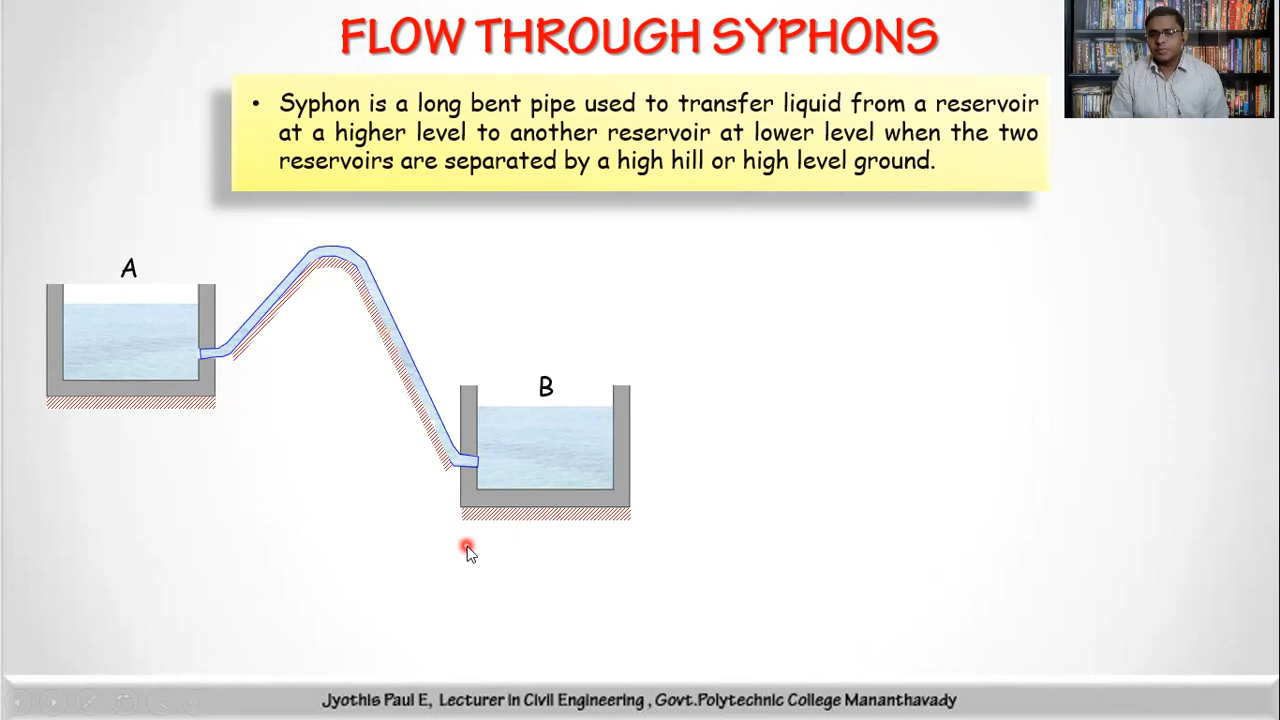 FLOW THROUGH SYPHONS
• Syphon is a long bent pipe used to transfer liquid from a reservoir
at a higher level to another reservoir at lower level when the two
reservoirs are separated by a high hill or high level ground.
A
B
Jyothis Paul E, Lecturer in Civil Engineering , Govt.Polytechnic College Mananthavady